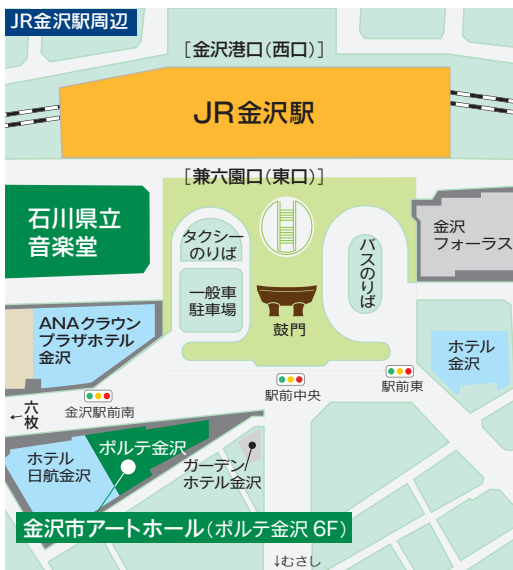 JR金沢駅周辺
[金沢港口(西口)]
JR金沢駅
[兼六園口(東口)]
石川県立
音楽堂
タクシー
のりば
一般車
駐車場
鼓門
バスのりば
金沢
フォーラス
ANAクラウン
プラザホテル
金沢
ホテル
金沢
駅前中央
駅前東
←六枚
金沢駅前南
ホテル
日航金沢
ポルテ金沢
ガーデン
ホテル金沢
金沢市アートホール(ポルテ金沢 6F)
↓むさし